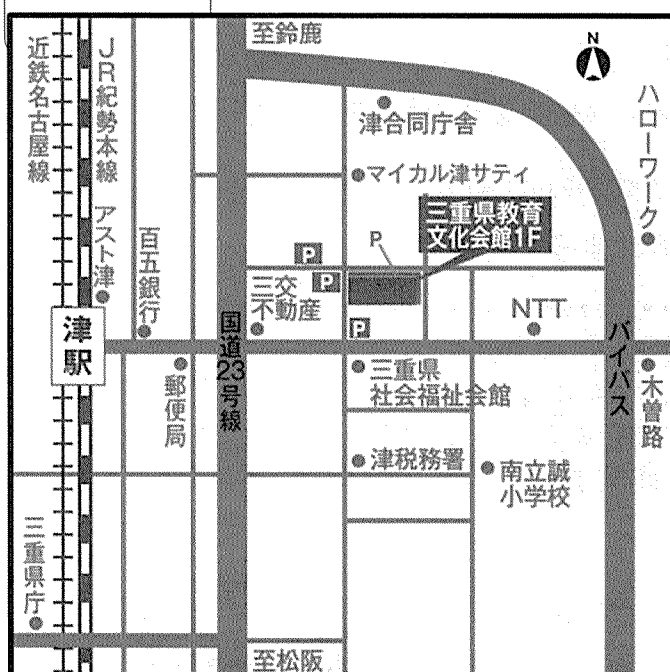 至鈴鹿
N
近鉄名古屋線
JR紀勢本線
津合同庁舎
ハローワーク
マイカル津サティ
アスト津
百五銀行
三重県教育
文化会館1F
P
P
P
三交
不動産
NTT
P
津駅
国道23号線
バイパス
郵便局
三重県
社会福祉会館
木曽路
津税務署
南立誠
小学校
三重県庁
至松阪